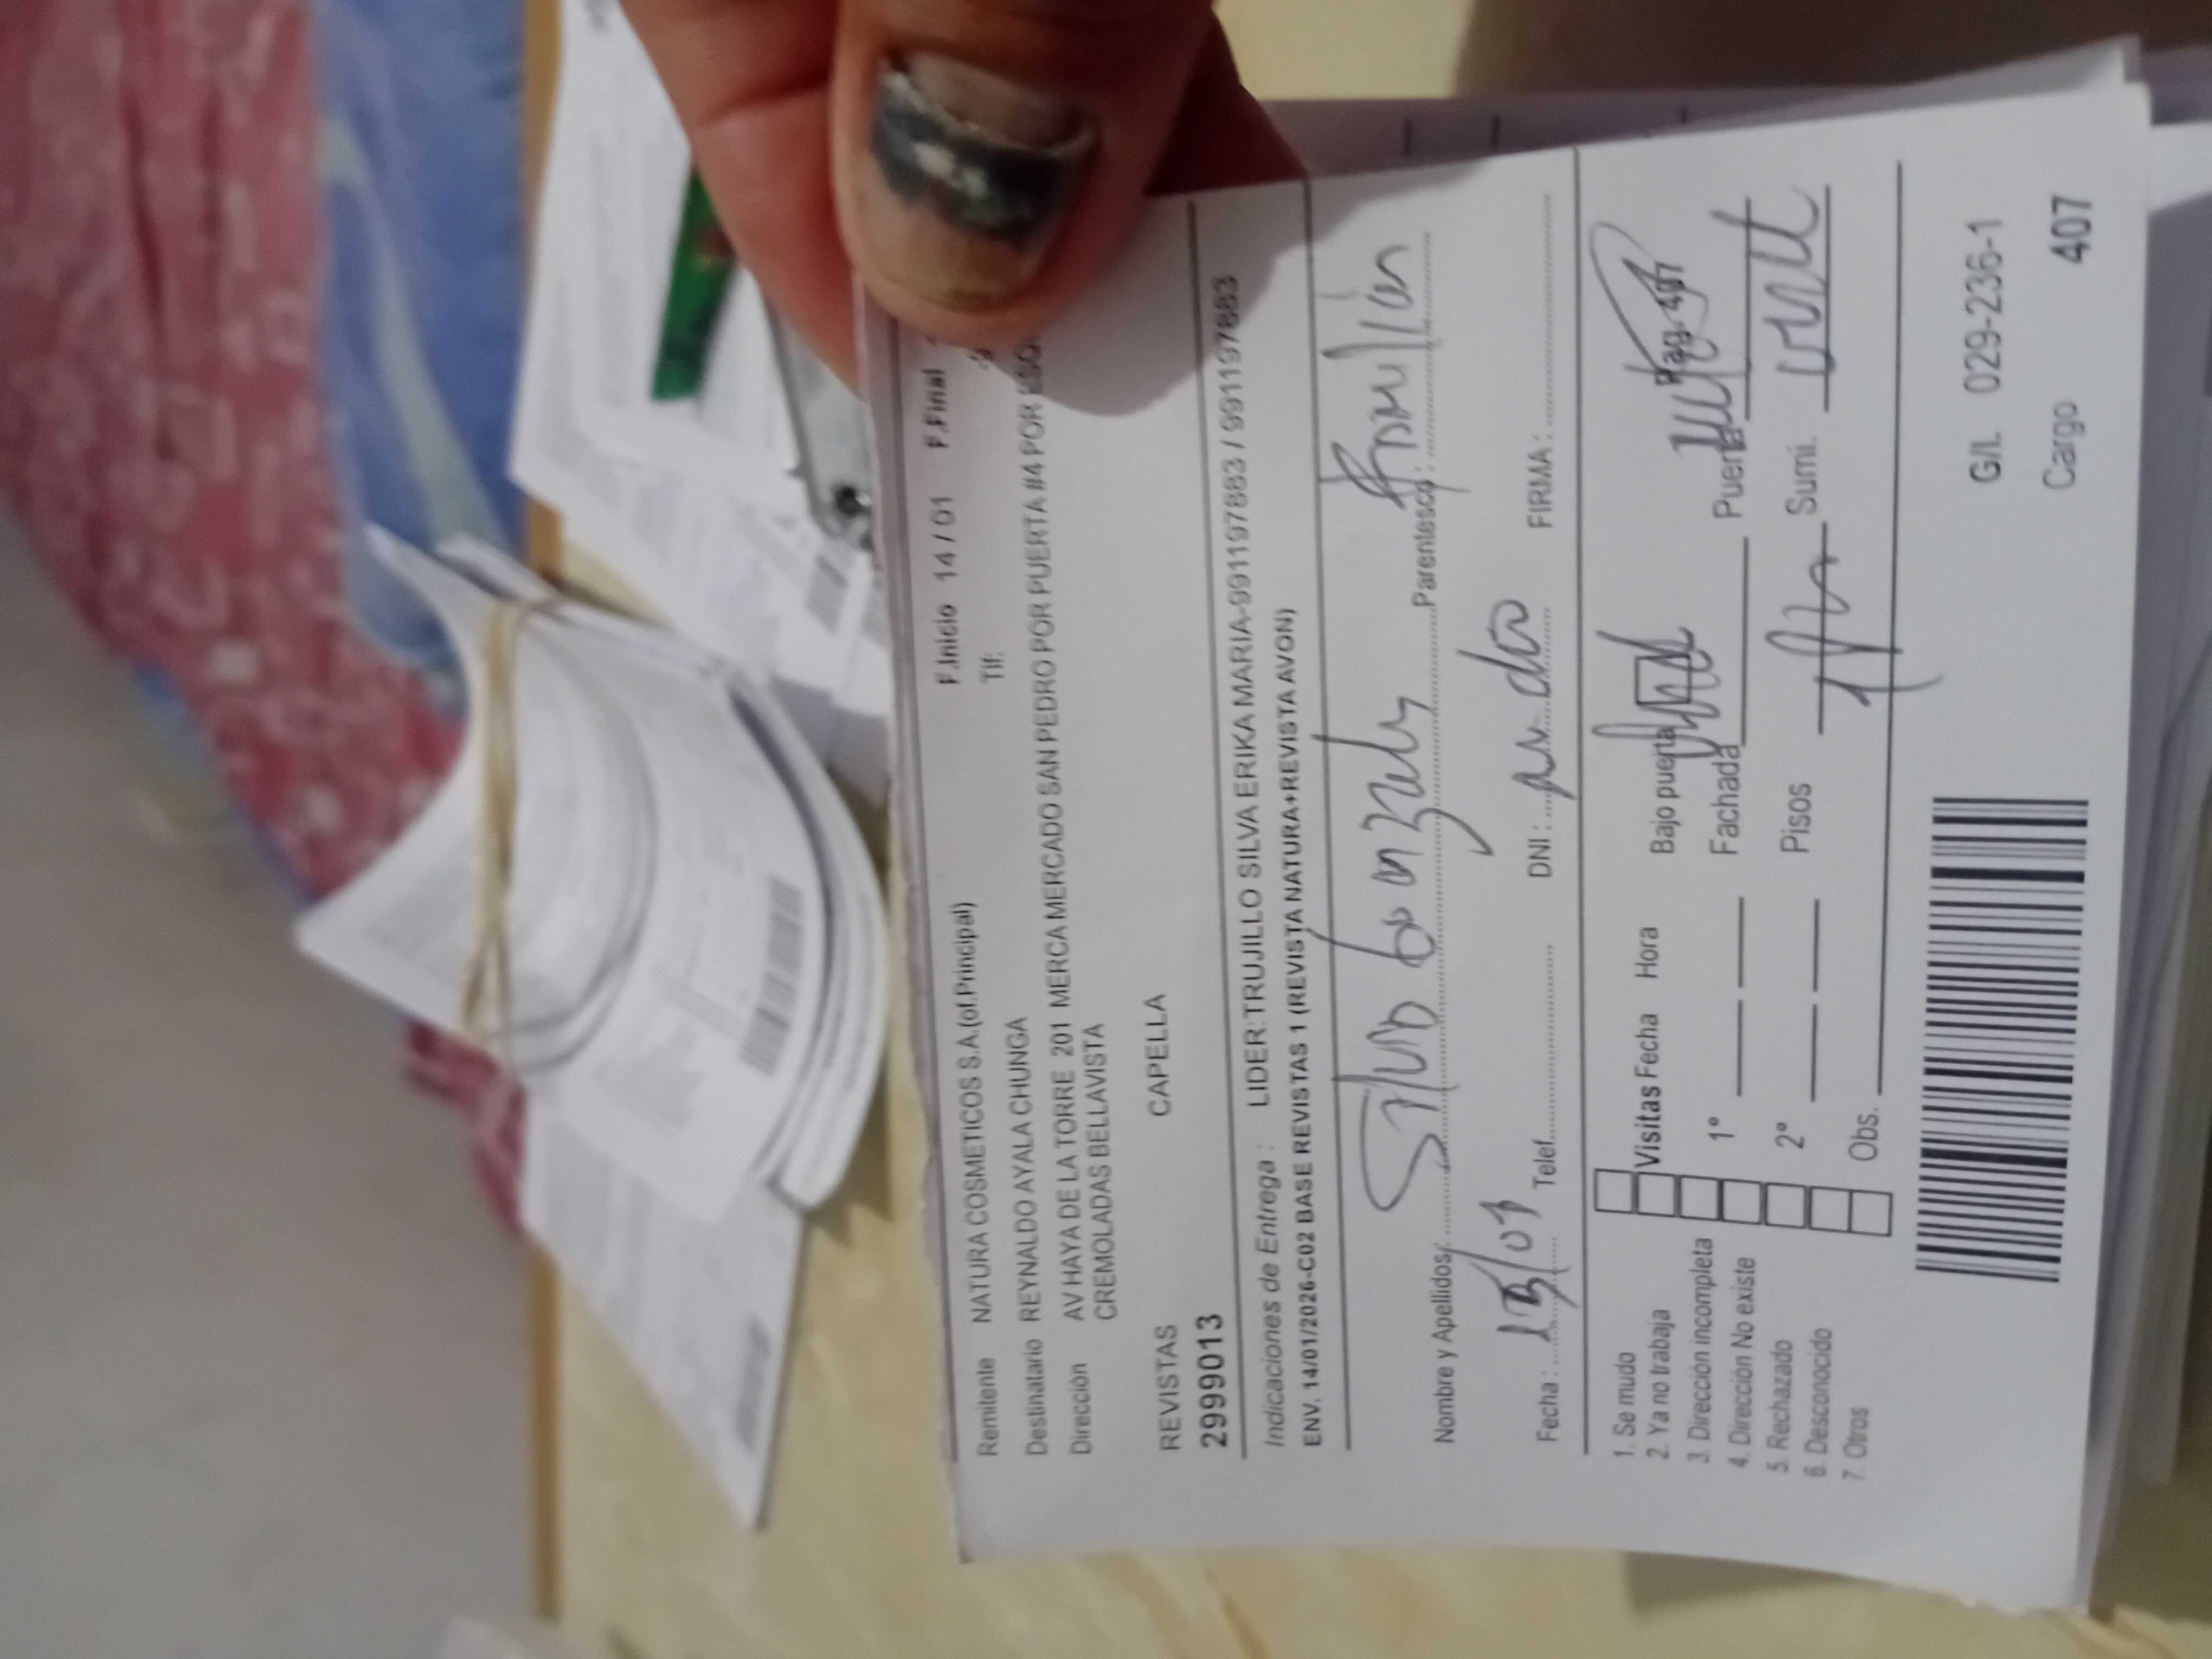 F.Inicio 14 / 01 F.Final
Remitente NATURA COSMETICOS S.A.(of.Principal) Tlf:
Destinatario REYNALDO AYALA CHUNGA
Dirección AV HAYA DE LA TORRE 201 MERCA MERCADO SAN PEDRO POR PUERTA #4 POR ESQ.
CREMOLADAS BELLAVISTA
REVISTAS CAPELLA
2999013
Indicaciones de Entrega : LIDER:TRUJILLO SILVA ERIKA MARIA-991197883 / 991197883
ENV. 14/01/2026-C02 BASE REVISTAS 1 (REVISTA NATURA+REVISTA AVON)
Nombre y Apellidos: Silvo Gonzales Parentesco:
Fecha : Telef. DNI : FIRMA :
1. Se mudo
2. Ya no trabaja
3. Dirección incompleta
4. Dirección No existe
5. Rechazado
6. Desconocido
7. Otros
Visitas Fecha Hora Bajo puerta Pag. 407
1° Fachada Puerta
2° Pisos Sumi.
Obs.
G/L 029-236-1
Cargo 407